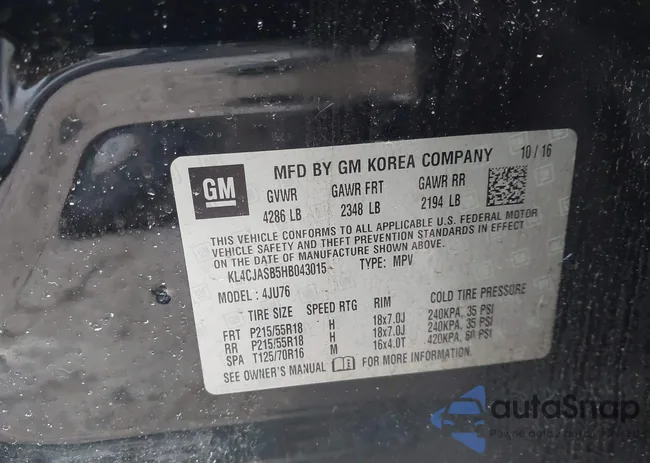 GM
MFD BY GM KOREA COMPANY 10 / 16
GVWR GAWR FRT GAWR RR
4286 LB 2348 LB 2194 LB
THIS VEHICLE CONFORMS TO ALL APPLICABLE U.S. FEDERAL MOTOR
VEHICLE SAFETY AND THEFT PREVENTION STANDARDS IN EFFECT
ON THE DATE OF MANUFACTURE SHOWN ABOVE.
KL4CJASB5HB043015 TYPE: MPV
MODEL: 4JU76
TIRE SIZE SPEED RTG RIM COLD TIRE PRESSURE
FRT P215/55R18 H 18x7.0J 240KPA, 35 PSI
RR P215/55R18 H 18x7.0J 240KPA, 35 PSI
SPA T125/70R16 M 16x4.0T 420KPA, 60 PSI
SEE OWNER'S MANUAL FOR MORE INFORMATION.
autoSnap